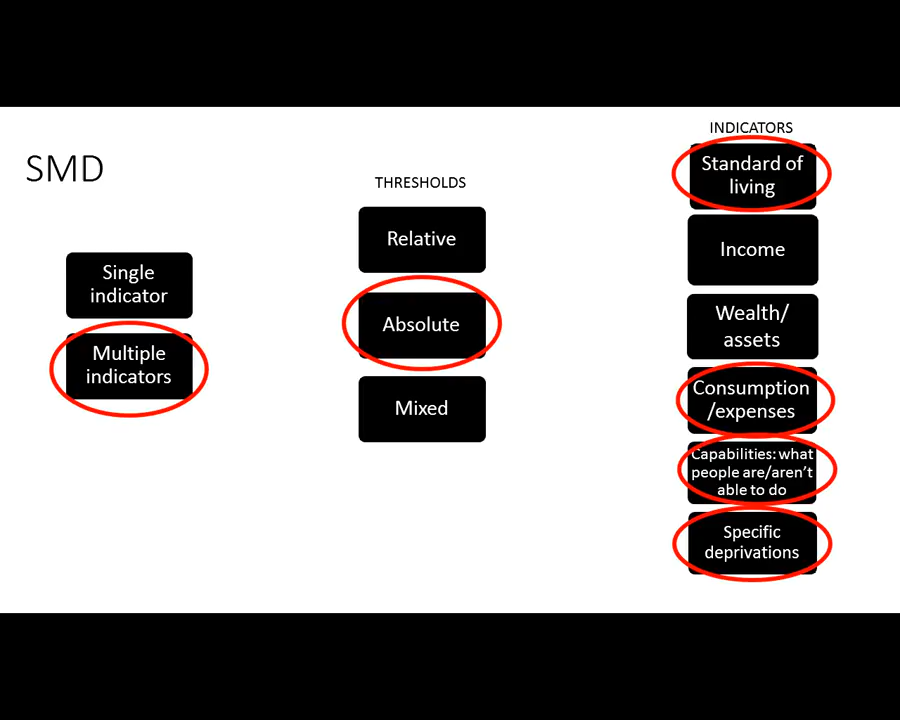 SMD
Single
indicator
Multiple
indicators
THRESHOLDS
Relative
Absolute
Mixed
INDICATORS
Standard of
living
Income
Wealth/
assets
Consumption
/expenses
Capabilities: what
people are/aren't
able to do
Specific
deprivations